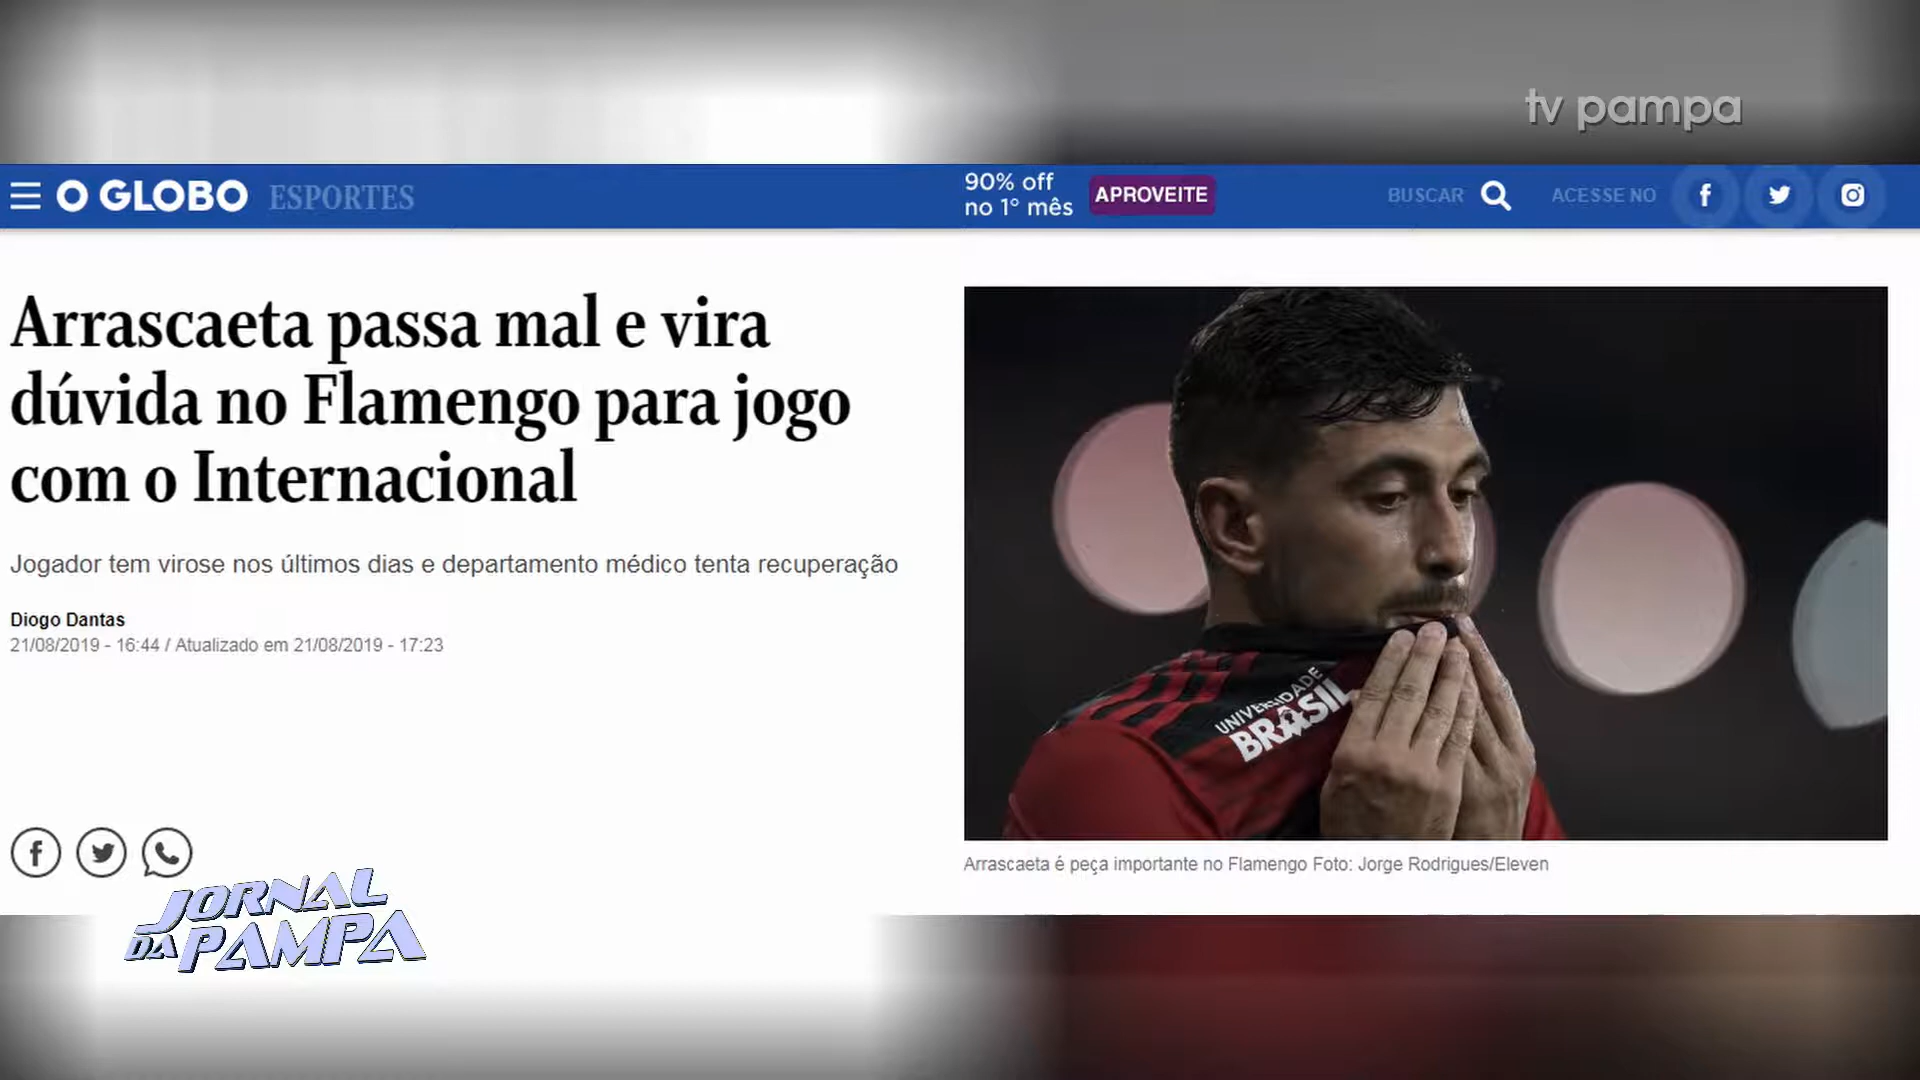 tv pampa
O GLOBO ESPORTES
90% off
no 1° mês
APROVEITE
BUSCAR
ACESSE NO
Arrascaeta passa mal e vira
dúvida no Flamengo para jogo
com o Internacional
Jogador tem virose nos últimos dias e departamento médico tenta recuperação
Diogo Dantas
21/08/2019 - 16:44 / Atualizado em 21/08/2019 - 17:23
UNIVERSIDADE
BRASIL
Arrascaeta é peça importante no Flamengo Foto: Jorge Rodrigues/Eleven
JORNAL
DA PAMPA